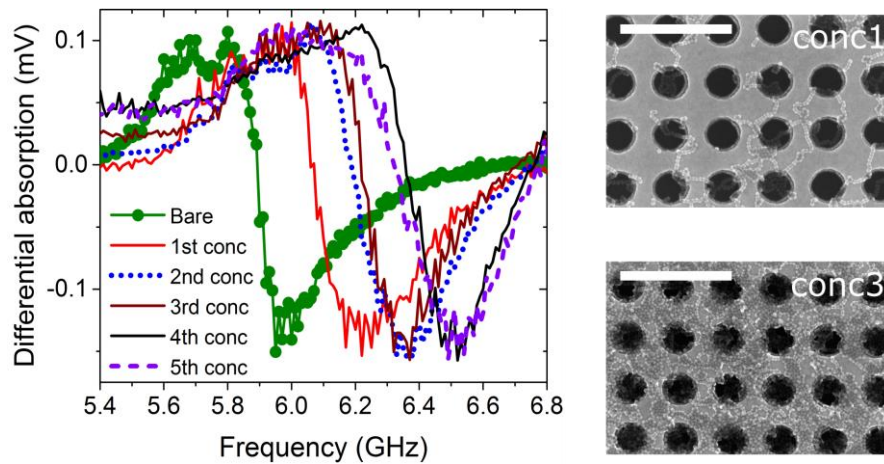 Differential absorption (mV)
0.1
0.0
-0.1
Bare
1st conc
2nd conc
3rd conc
4th conc
5th conc
5.4 5.6 5.8 6.0 6.2 6.4 6.6 6.8
Frequency (GHz)
conc1
conc3